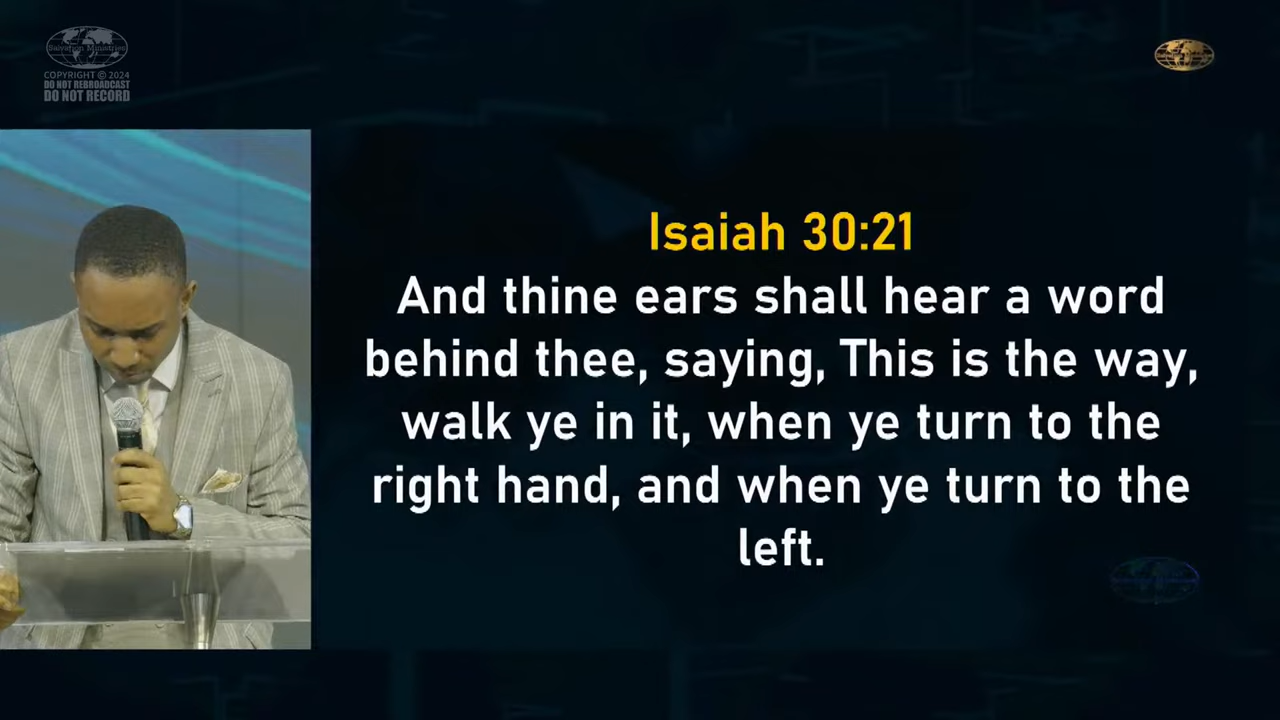 Salvation Ministries
COPYRIGHT © 2024
DO NOT REBROADCAST
DO NOT RECORD
Isaiah 30:21
And thine ears shall hear a word
behind thee, saying, This is the way,
walk ye in it, when ye turn to the
right hand, and when ye turn to the
left.